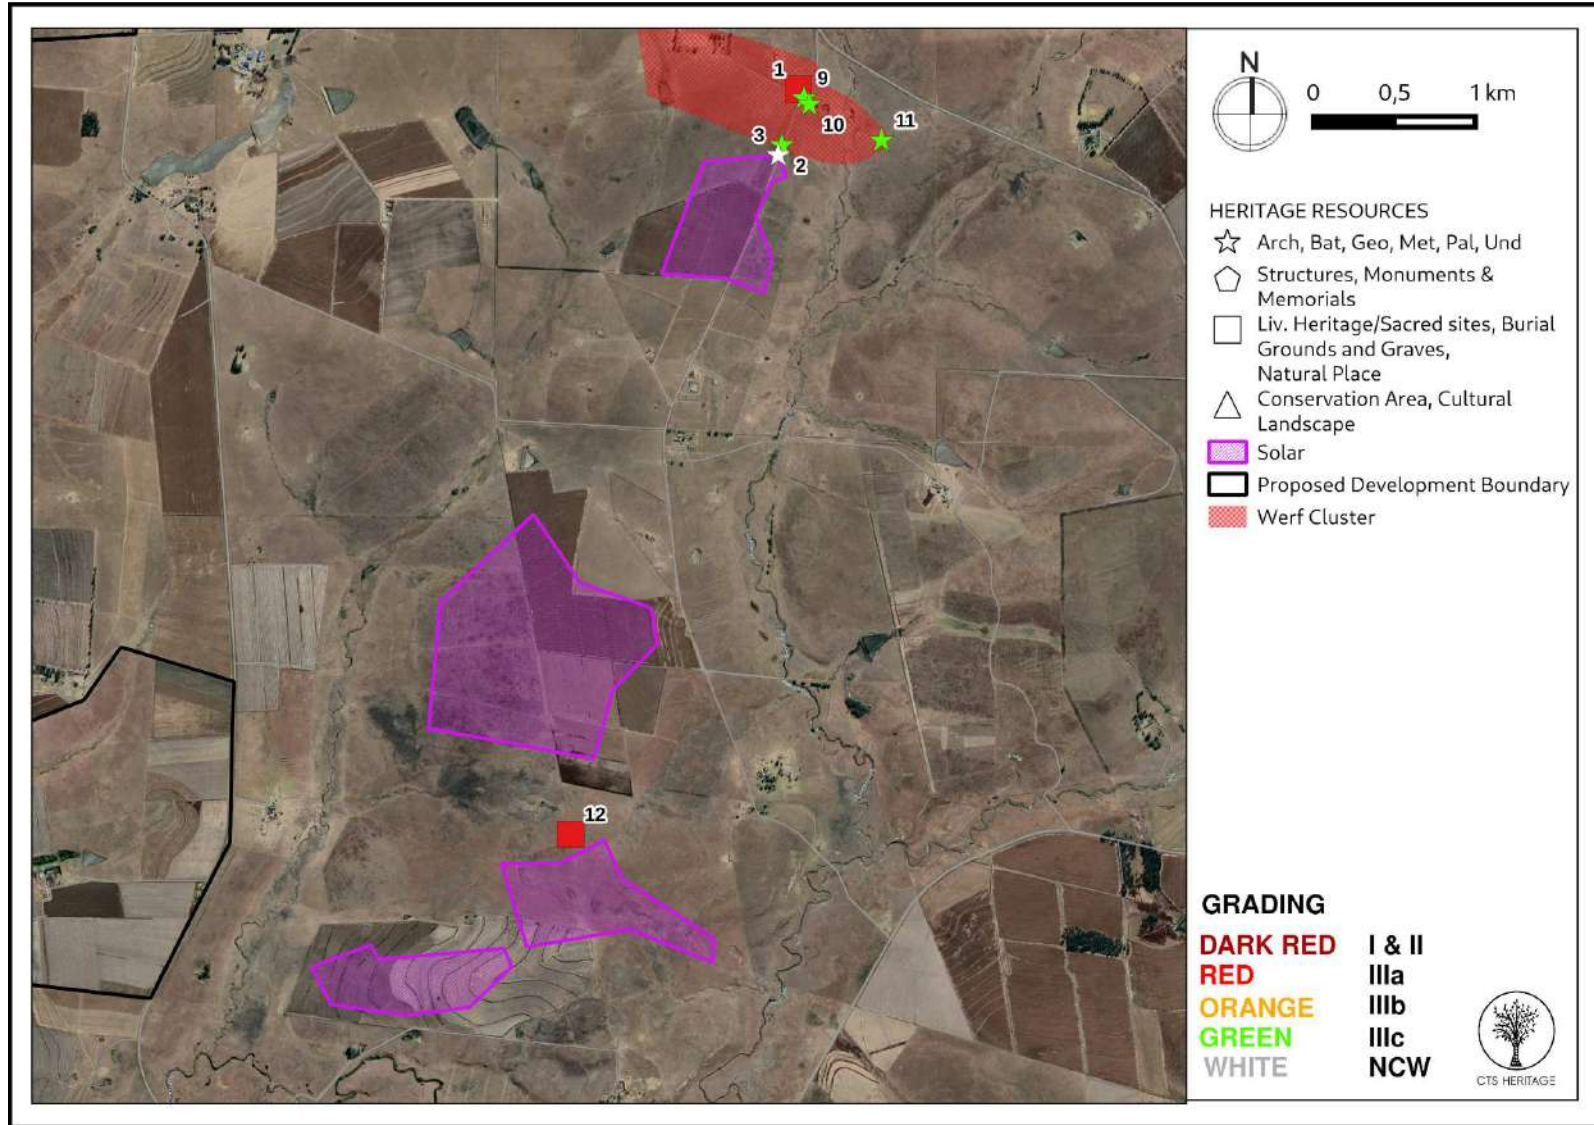 1
9
10
11
3
2
12
N
0 0,5 1 km
HERITAGE RESOURCES
Arch, Bat, Geo, Met, Pal, Und
Structures, Monuments &
Memorials
Liv. Heritage/Sacred sites, Burial
Grounds and Graves,
Natural Place
Conservation Area, Cultural
Landscape
Solar
Proposed Development Boundary
Werf Cluster
GRADING
DARK RED I & II
RED IIIa
ORANGE IIIb
GREEN IIIc
WHITE NCW
CTS HERITAGE